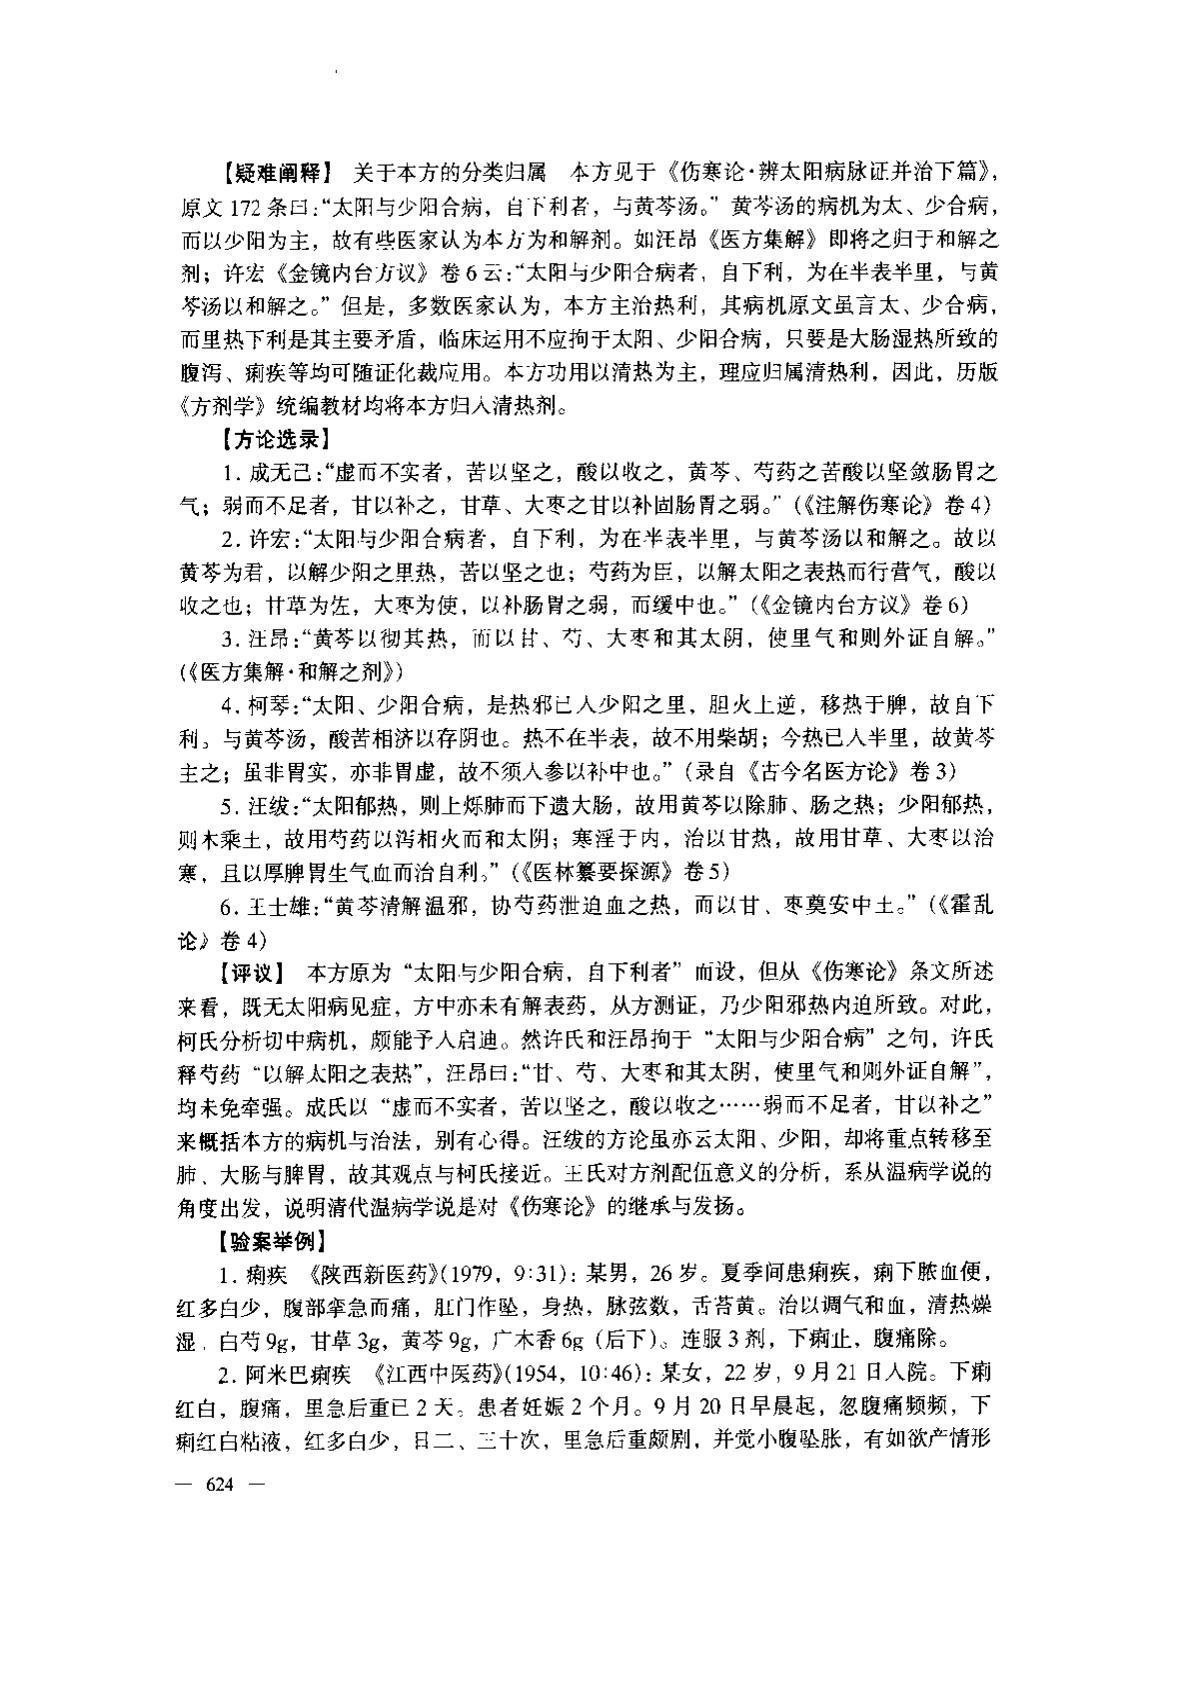 【疑难阐释】 关于本方的分类归属 本方见于《伤寒论·辨太阳病脉证并治下篇》,
原文 172 条曰:“太阳与少阳合病，自下利者，与黄芩汤。”黄芩汤的病机为太、少合病，
而以少阳为主，故有些医家认为本方为和解剂。如汪昂《医方集解》即将之归于和解之
剂；许宏《金镜内台方议》卷 6 云:“太阳与少阳合病者，自下利，为在半表半里，与黄
芩汤以和解之。”但是，多数医家认为，本方主治热利，其病机原文虽言太、少合病，
而里热下利是其主要矛盾，临床运用不应拘于太阳、少阳合病，只要是大肠湿热所致的
腹泻、痢疾等均可随证化裁应用。本方功用以清热为主，理应归属清热利，因此，历版
《方剂学》统编教材均将本方归入清热剂。
【方论选录】
1. 成无己:“虚而不实者，苦以坚之，酸以收之，黄芩、芍药之苦酸以坚敛肠胃之
气；弱而不足者，甘以补之，甘草、大枣之甘以补固肠胃之弱。”(《注解伤寒论》卷 4)
2. 许宏:“太阳与少阳合病者，自下利，为在半表半里，与黄芩汤以和解之。故以
黄芩为君，以解少阳之里热，苦以坚之也；芍药为臣，以解太阳之表热而行营气，酸以
收之也；甘草为佐，大枣为使，以补肠胃之弱，而缓中也。”(《金镜内台方议》卷 6)
3. 汪昂:“黄芩以彻其热，而以甘、芍、大枣和其太阴，使里气和则外证自解。”
(《医方集解·和解之剂》)
4. 柯琴:“太阳、少阳合病，是热邪已入少阳之里，胆火上逆，移热于脾，故自下
利。与黄芩汤，酸苦相济以存阴也。热不在半表，故不用柴胡；今热已入半里，故黄芩
主之；虽非胃实，亦非胃虚，故不须人参以补中也。”(录自《古今名医方论》卷 3)
5. 汪绂:“太阳郁热，则上烁肺而下遗大肠，故用黄芩以除肺、肠之热；少阳郁热，
则木乘土，故用芍药以泻相火而和太阴；寒淫于内，治以甘热，故用甘草、大枣以治
寒，且以厚脾胃生气血而治自利。”(《医林纂要探源》卷 5)
6. 王士雄:“黄芩清解温邪，协芍药泄迫血之热，而以甘、枣奠安中土。”(《霍乱
论》卷 4)
【评议】 本方原为“太阳与少阳合病，自下利者”而设，但从《伤寒论》条文所述
来看，既无太阳病见症，方中亦未有解表药，从方测证，乃少阳邪热内迫所致。对此，
柯氏分析切中病机，颇能予人启迪。然许氏和汪昂拘于“太阳与少阳合病”之句，许氏
释芍药“以解太阳之表热”，汪昂曰:“甘、芍、大枣和其太阴，使里气和则外证自解”，
均未免牵强。成氏以“虚而不实者，苦以坚之，酸以收之……弱而不足者，甘以补之”
来概括本方的病机与治法，别有心得。汪绂的方论虽亦云太阳、少阳，却将重点转移至
肺、大肠与脾胃，故其观点与柯氏接近。王氏对方剂配伍意义的分析，系从温病学说的
角度出发，说明清代温病学说是对《伤寒论》的继承与发扬。
【验案举例】
1. 痢疾 《陕西新医药》(1979，9:31)：某男，26 岁。夏季间患痢疾，痢下脓血便，
红多白少，腹部挛急而痛，肛门作坠，身热，脉弦数，舌苔黄。治以调气和血，清热燥
湿。白芍 9g，甘草 3g，黄芩 9g，广木香 6g（后下）。连服 3 剂，下痢止，腹痛除。
2. 阿米巴痢疾 《江西中医药》(1954，10:46)：某女，22 岁，9 月 21 日入院。下痢
红白，腹痛，里急后重已 2 天。患者妊娠 2 个月。9 月 20 日早晨起，忽腹痛频频，下
痢红白粘液，红多白少，日二、三十次，里急后重颇剧，并觉小腹坠胀，有如欲产情形
— 624 —